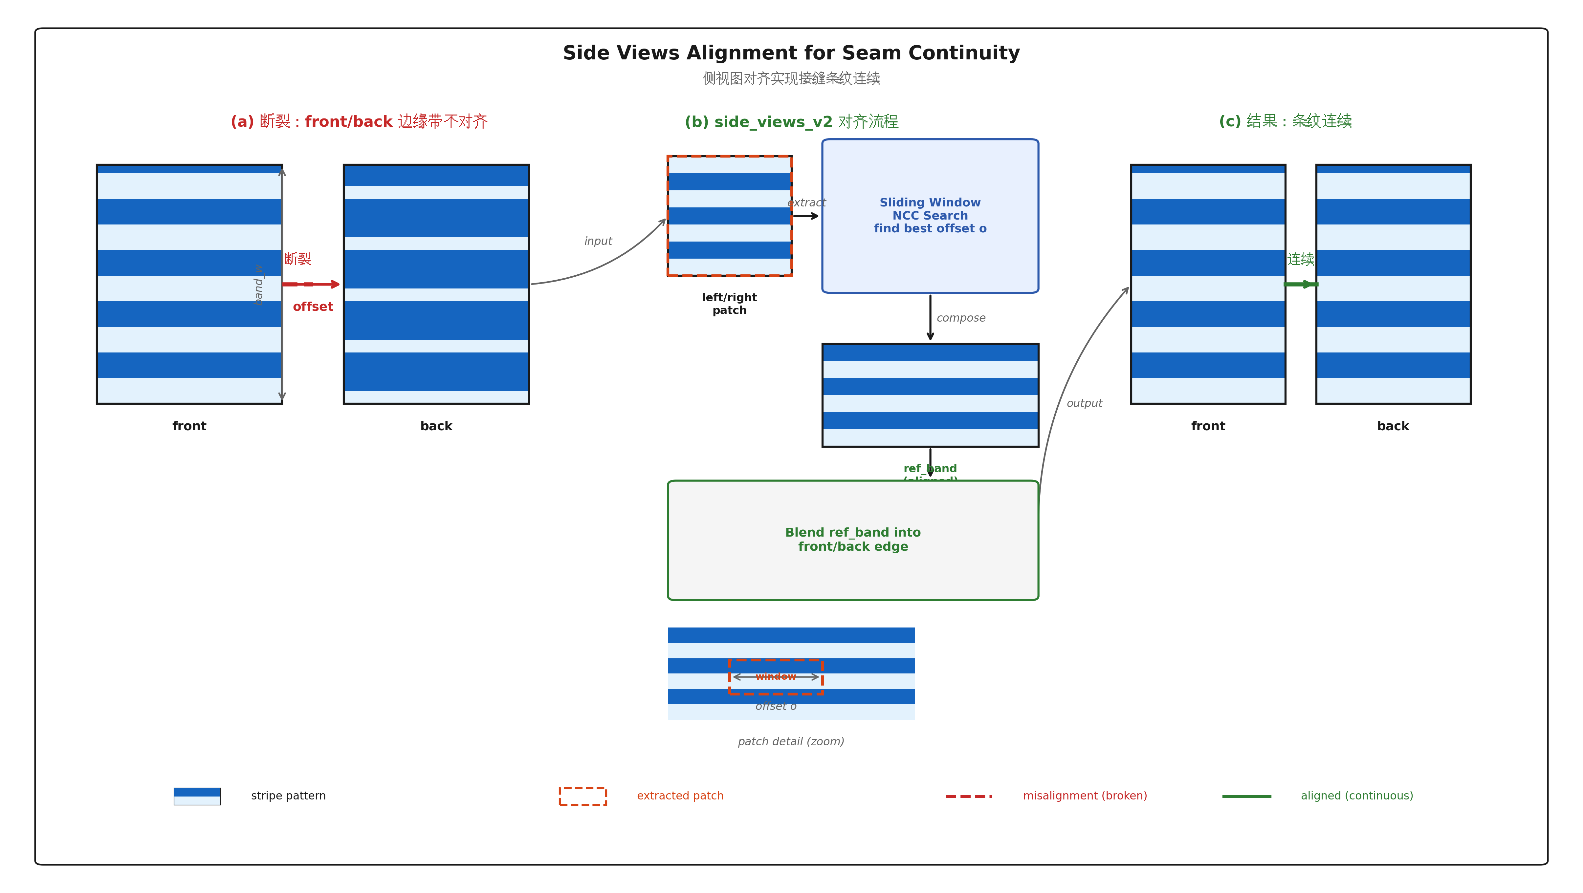 Side Views Alignment for Seam Continuity
侧视图对齐实现接缝条纹连续
(a) 断裂：front/back 边缘带不对齐
断裂
offset
front
back
input
(b) side_views_v2 对齐流程
extract
left/right
patch
Sliding Window
NCC Search
find best offset o
compose
ref_band
(aligned)
Blend ref_band into
front/back edge
window
offset o
patch detail (zoom)
output
(c) 结果：条纹连续
连续
front
back
stripe pattern
extracted patch
misalignment (broken)
aligned (continuous)